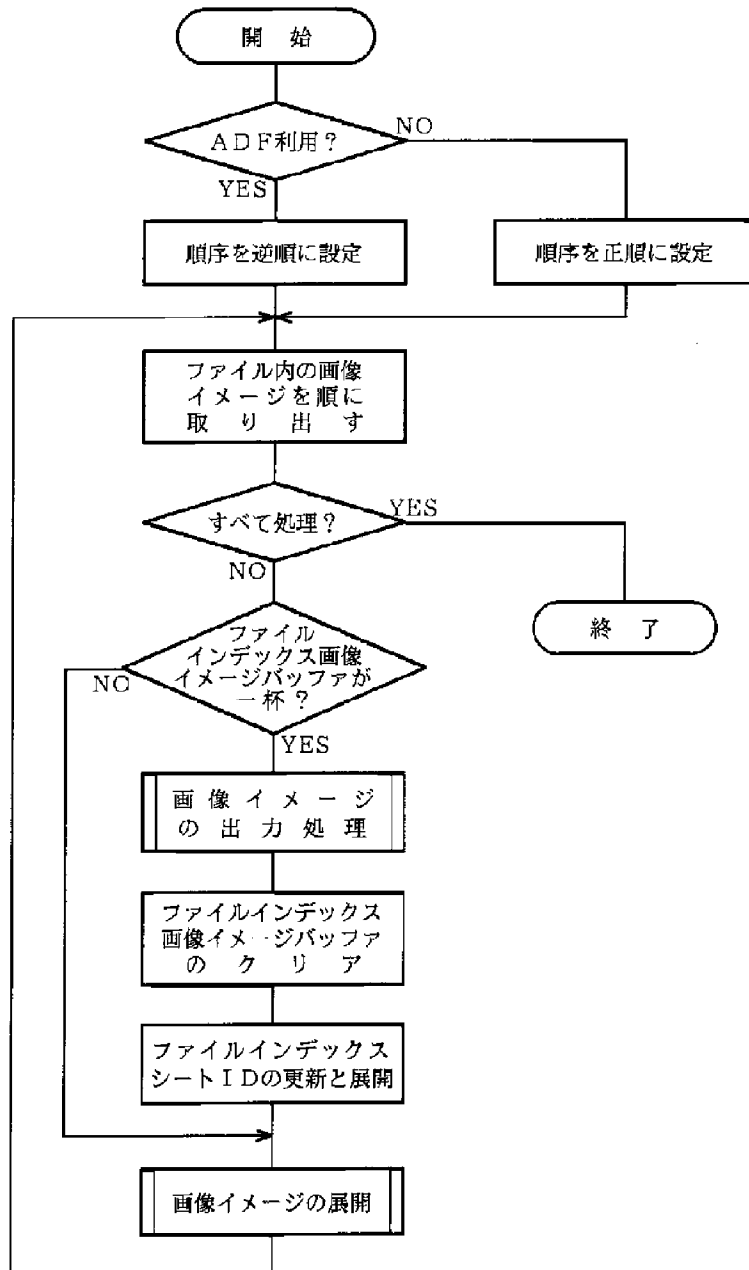 開 始
ADF利用?
NO
YES
順序を逆順に設定
順序を正順に設定
ファイル内の画像
イメージを順に
取り出す
すべて処理?
YES
NO
終 了
ファイル
インデックス画像
イメージバッファが
一杯?
NO
YES
画像イメージ
の出力処理
ファイルインデックス
画像イメージバッファ
のクリア
ファイルインデックス
シートIDの更新と展開
画像イメージの展開